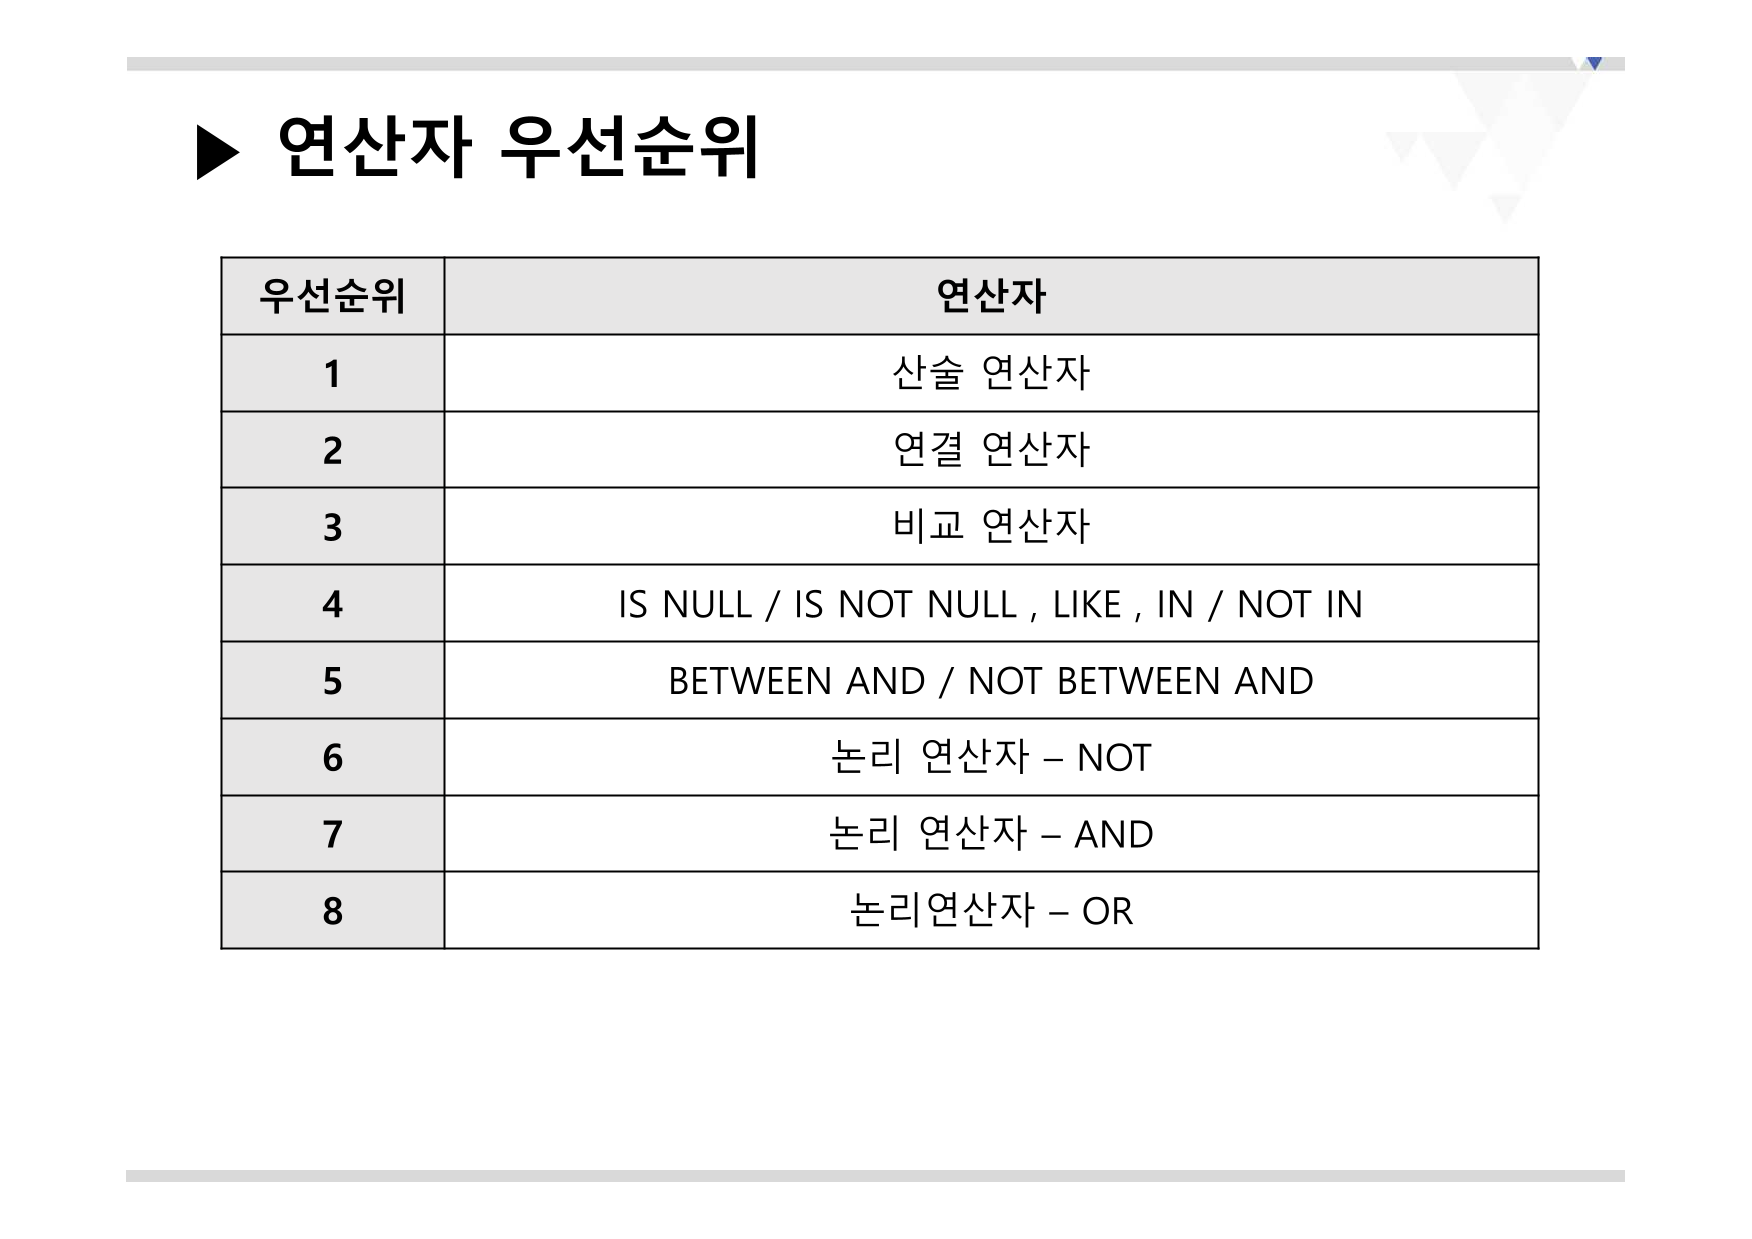 ▶ 연산자 우선순위
우선순위 연산자
1 산술 연산자
2 연결 연산자
3 비교 연산자
4 IS NULL / IS NOT NULL , LIKE , IN / NOT IN
5 BETWEEN AND / NOT BETWEEN AND
6 논리 연산자 – NOT
7 논리 연산자 – AND
8 논리연산자 – OR